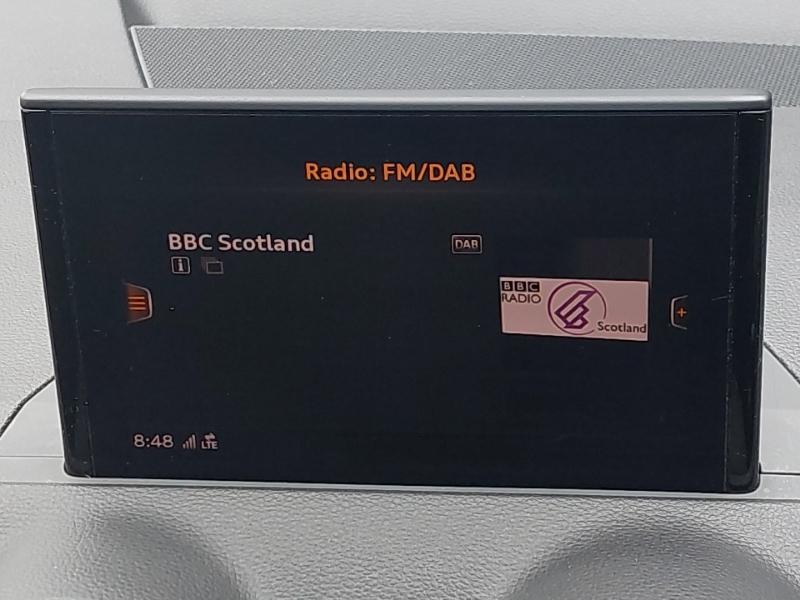 Radio: FM/DAB
BBC Scotland
DAB
i
BBC
RADIO
Scotland
+
8:48 LTE